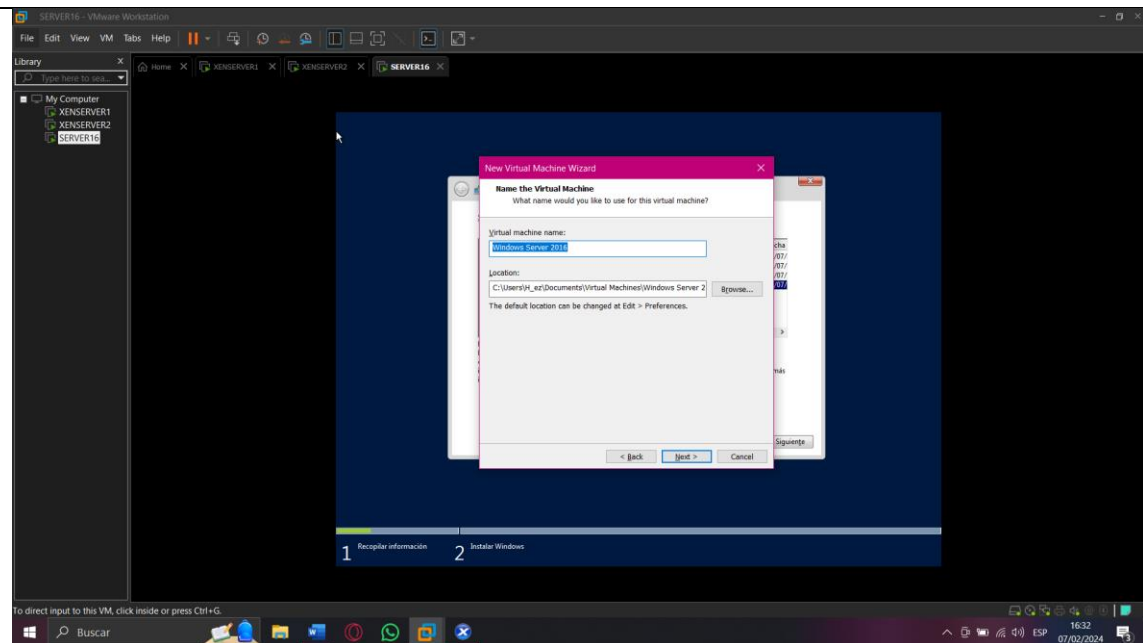 SERVER16 - VMware Workstation
File Edit View VM Tabs Help
Library X
Type here to sea...
Home X XENSERVER1 X XENSERVER2 X SERVER16 X
My Computer
XENSERVER1
XENSERVER2
SERVER16
New Virtual Machine Wizard
Name the Virtual Machine
What name would you like to use for this virtual machine?
Virtual machine name:
Windows Server 2016
Location:
C:\Users\H_ez\Documents\Virtual Machines\Windows Server 2
Browse...
The default location can be changed at Edit > Preferences.
cha
/07/
/07/
/07/
/07/
más
Siguiente
< Back Next > Cancel
1 Recopilar información 2 Instalar Windows
To direct input to this VM, click inside or press Ctrl+G.
Buscar
ESP
16:32
07/02/2024